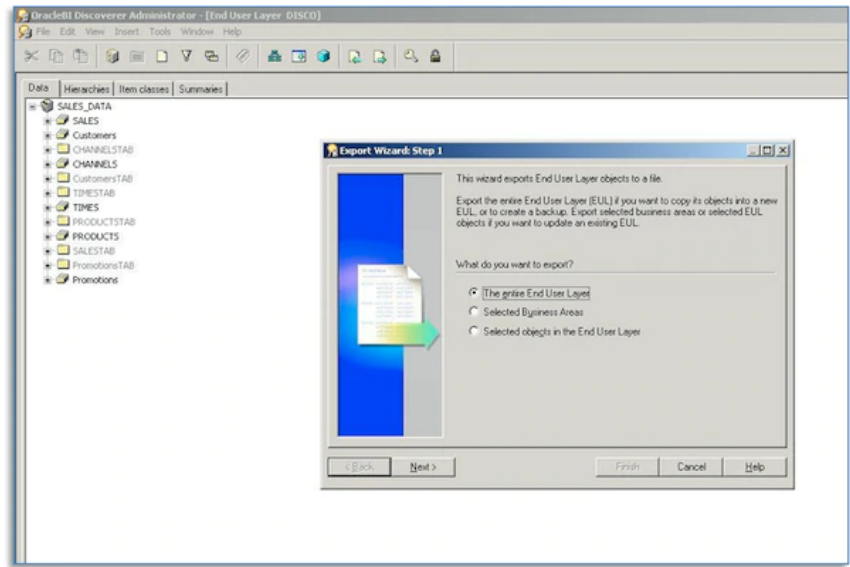 OracleBI Discoverer Administrator - [End User Layer DISCO]
File Edit View Insert Tools Window Help
Data Hierarchies Item classes Summaries
SALES_DATA
SALES
Customers
CHANNELSTAB
CHANNELS
CustomersTAB
TIMESTAB
TIMES
PRODUCTSTAB
PRODUCTS
SALESTAB
PromotionsTAB
Promotions
Export Wizard: Step 1
This wizard exports End User Layer objects to a file.
Export the entire End User Layer (EUL) if you want to copy its objects into a new
EUL, or to create a backup. Export selected business areas or selected EUL
objects if you want to update an existing EUL.
What do you want to export?
The entire End User Layer
Selected Business Areas
Selected objects in the End User Layer
< Back Next > Finish Cancel Help